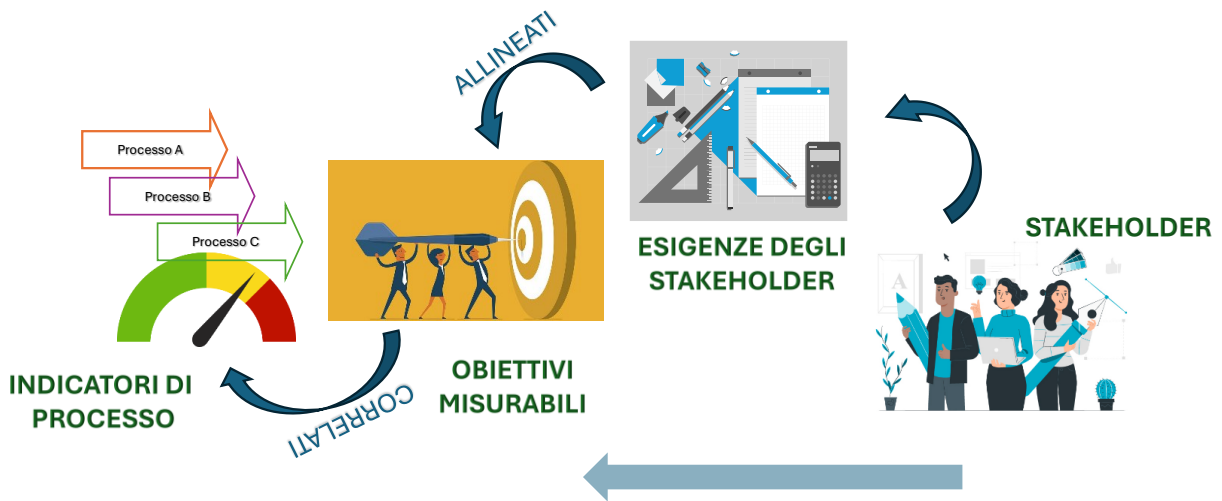 ALLINEATI
Processo A
Processo B
Processo C
STAKEHOLDER
ESIGENZE DEGLI
STAKEHOLDER
A
OBIETTIVI
MISURABILI
INDICATORI DI
PROCESSO
CORRELATI